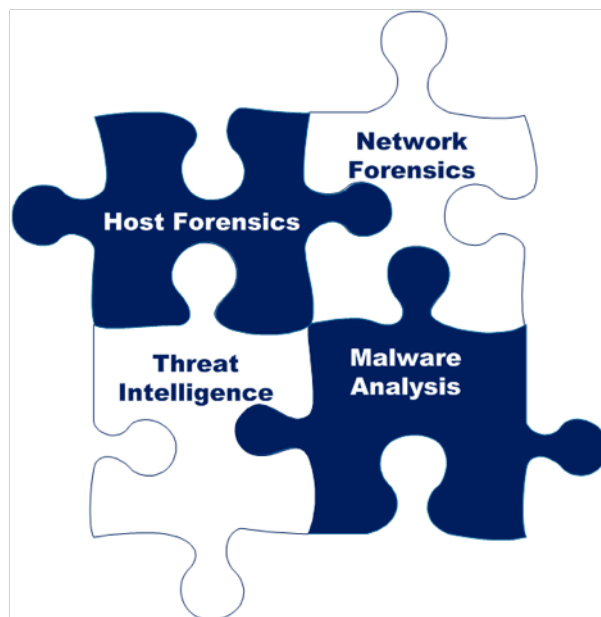 Network
Forensics
Host Forensics
Threat
Intelligence
Malware
Analysis